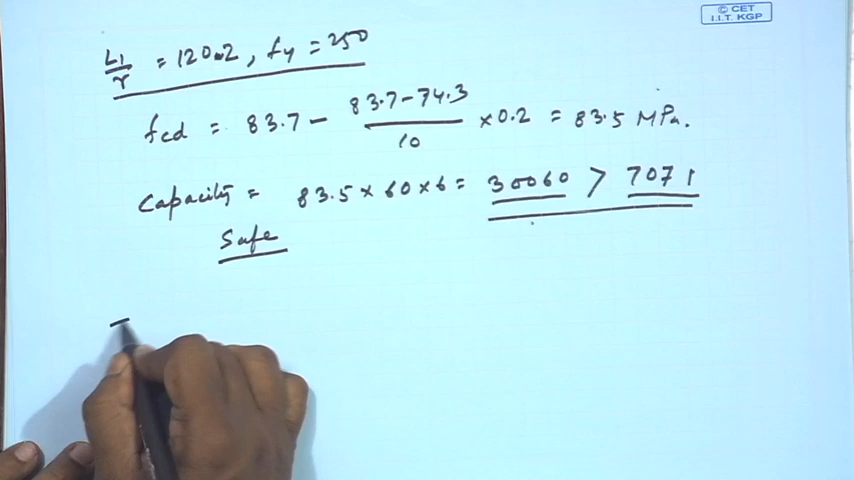 © CET
I.I.T. KGP
L1/r = 120.2, fy = 250
fcd = 83.7 - (83.7 - 74.3)/10 × 0.2 = 83.5 MPa.
Capacity = 83.5 × 60 × 6 = 30060 > 7071
Safe